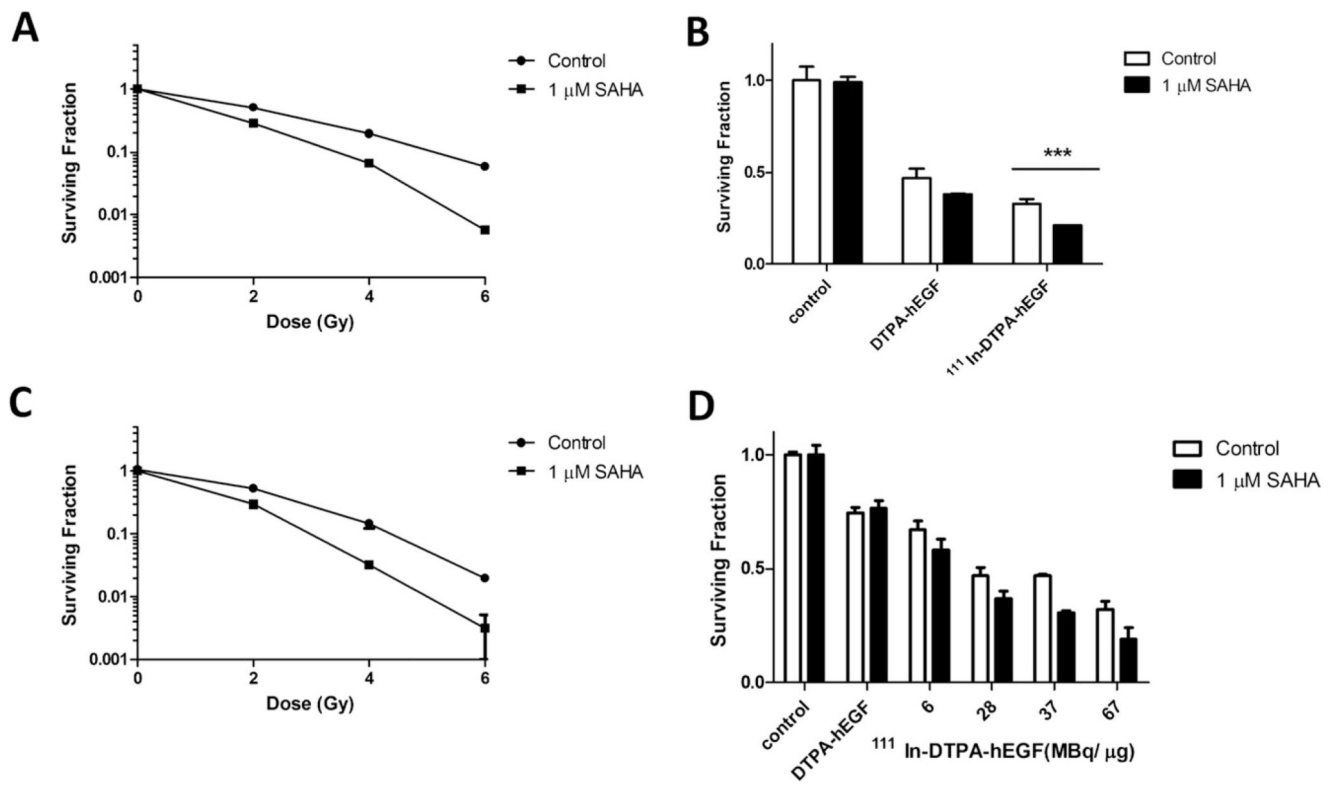 A
Surviving Fraction
1
0.1
0.01
0.001
0
2
4
6
Dose (Gy)
Control
1 μM SAHA
B
Surviving Fraction
1.0
0.5
0.0
***
control
DTPA-hEGF
¹¹¹ In-DTPA-hEGF
Control
1 μM SAHA
C
Surviving Fraction
1
0.1
0.01
0.001
0
2
4
6
Dose (Gy)
Control
1 μM SAHA
D
Surviving Fraction
1.0
0.5
0.0
control
DTPA-hEGF
6
28
37
67
¹¹¹ In-DTPA-hEGF(MBq/ μg)
Control
1 μM SAHA